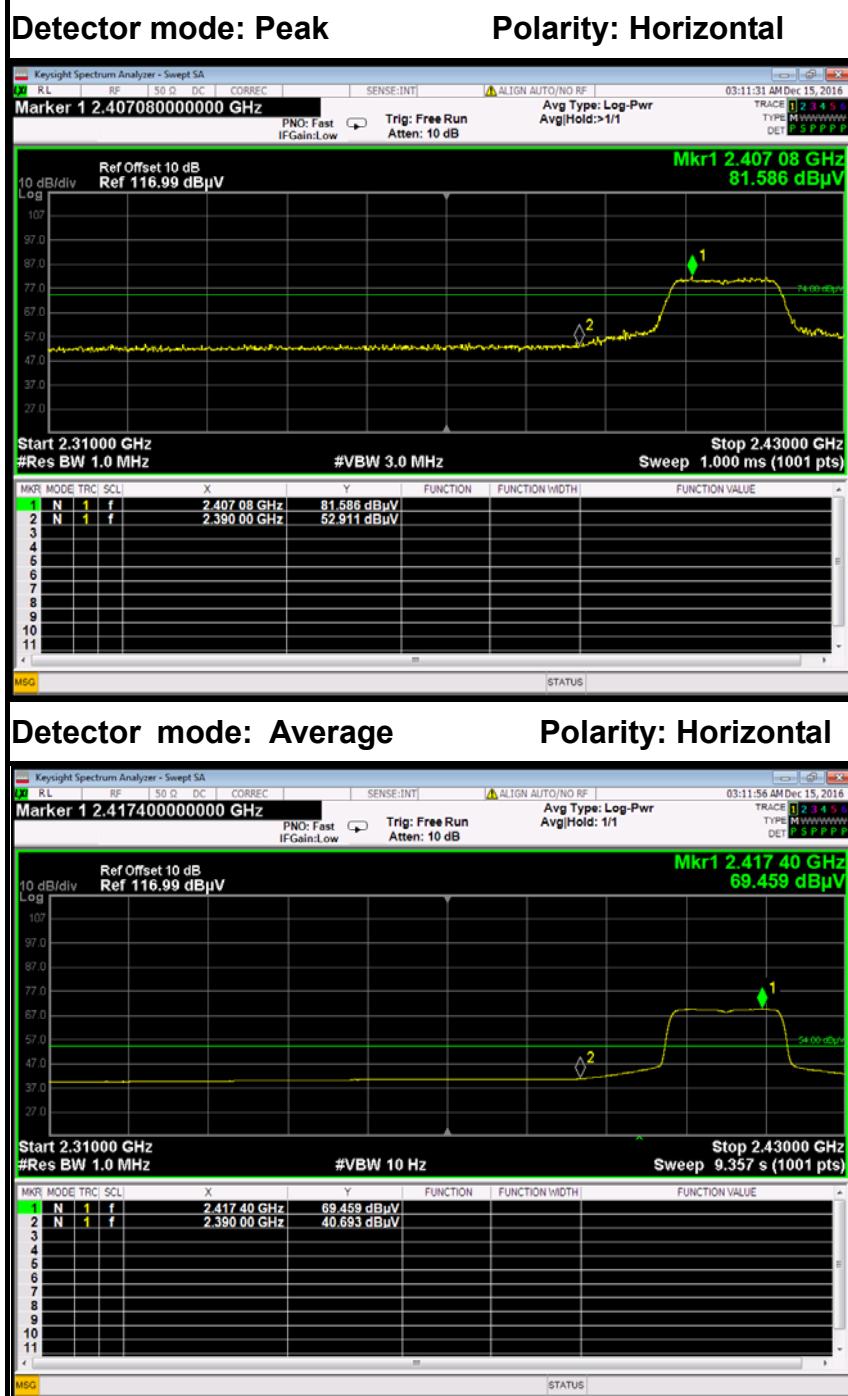 Detector mode: Peak Polarity: Horizontal
Keysight Spectrum Analyzer - Swept SA
LXI RL RF 50 Ω DC CORREC SENSE:INT ALIGN AUTO/NO RF 03:11:31 AM Dec 15, 2016
Marker 1 2.407080000000 GHz Avg Type: Log-Pwr TRACE 1 2 3 4 5 6
PNO: Fast Trig: Free Run Avg|Hold:>1/1 TYPE M WWWWW
IFGain:Low Atten: 10 dB DET P S P P P P
Mkr1 2.407 08 GHz
Ref Offset 10 dB
10 dB/div Ref 116.99 dBµV 81.586 dBµV
Log
107
97.0
87.0
1
77.0
74.00 dBµV
67.0
2
57.0
47.0
37.0
27.0
Start 2.31000 GHz Stop 2.43000 GHz
#Res BW 1.0 MHz #VBW 3.0 MHz Sweep 1.000 ms (1001 pts)
MKR MODE TRC SCL X Y FUNCTION FUNCTION WIDTH FUNCTION VALUE
1 N 1 f 2.407 08 GHz 81.586 dBµV
2 N 1 f 2.390 00 GHz 52.911 dBµV
3
4
5
6
7
8
9
10
11
MSG STATUS
Detector mode: Average Polarity: Horizontal
Keysight Spectrum Analyzer - Swept SA
LXI RL RF 50 Ω DC CORREC SENSE:INT ALIGN AUTO/NO RF 03:11:56 AM Dec 15, 2016
Marker 1 2.417400000000 GHz Avg Type: Log-Pwr TRACE 1 2 3 4 5 6
PNO: Fast Trig: Free Run Avg|Hold: 1/1 TYPE M WWWWW
IFGain:Low Atten: 10 dB DET P S P P P P
Mkr1 2.417 40 GHz
Ref Offset 10 dB
10 dB/div Ref 116.99 dBµV 69.459 dBµV
Log
107
97.0
87.0
77.0
1
67.0
57.0
54.00 dBµV
47.0
2
37.0
27.0
Start 2.31000 GHz Stop 2.43000 GHz
#Res BW 1.0 MHz #VBW 10 Hz Sweep 9.357 s (1001 pts)
MKR MODE TRC SCL X Y FUNCTION FUNCTION WIDTH FUNCTION VALUE
1 N 1 f 2.417 40 GHz 69.459 dBµV
2 N 1 f 2.390 00 GHz 40.693 dBµV
3
4
5
6
7
8
9
10
11
MSG STATUS